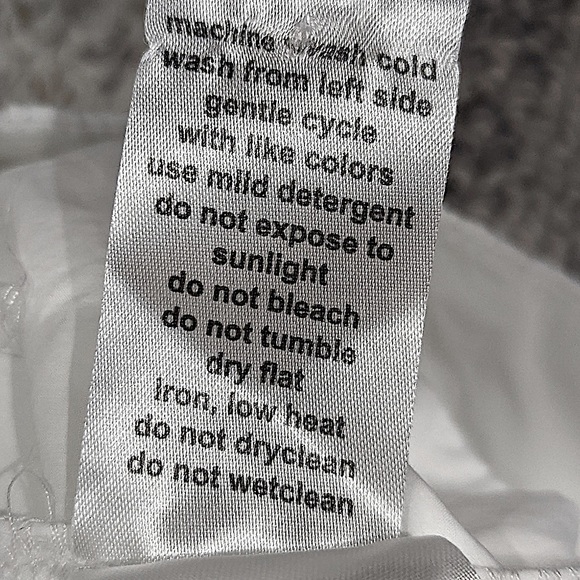 machine wash cold
wash from left side
gentle cycle
with like colors
use mild detergent
do not expose to
sunlight
do not bleach
do not tumble
dry flat
iron, low heat
do not dryclean
do not wetclean